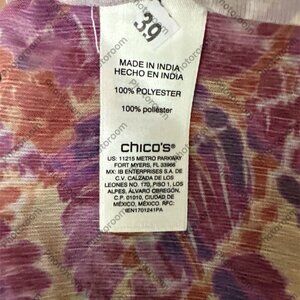 39
MADE IN INDIA
HECHO EN INDIA
100% POLYESTER
100% poliéster
chico's®
US: 11215 METRO PARKWAY
FORT MYERS, FL 33966
MX: IB ENTERPRISES S.A. DE
C.V. CALZADA DE LOS
LEONES NO. 170, PISO 1, LOS
ALPES, ÁLVARO OBREGON,
C.P. 01010, CIUDAD DE
MÉXICO, MÉXICO. RFC:
IEN1701241PA
Photoroom